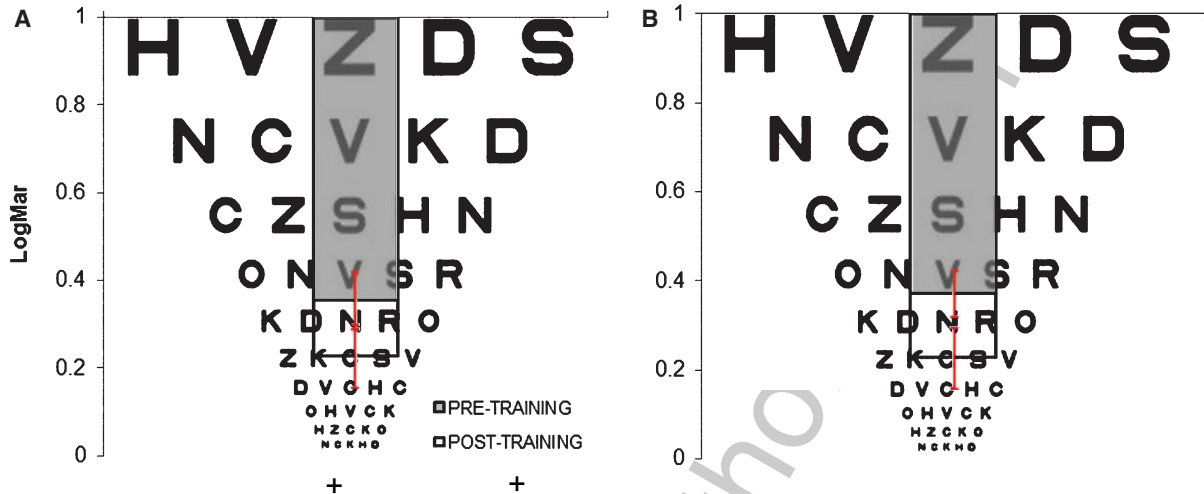 A
B
LogMar
1
0.8
0.6
0.4
0.2
0
H V Z D S
N C V K D
C Z S H N
O N V S R
K D N R O
Z K C S V
D V C H C
O H V C K
H Z C K O
N C K H O
PRE-TRAINING
POST-TRAINING
+ +
1
0.8
0.6
0.4
0.2
0
H V Z D S
N C V K D
C Z S H N
O N V S R
K D N R O
Z K C S V
D V C H C
O H V C K
H Z C K O
N C K H O
tho